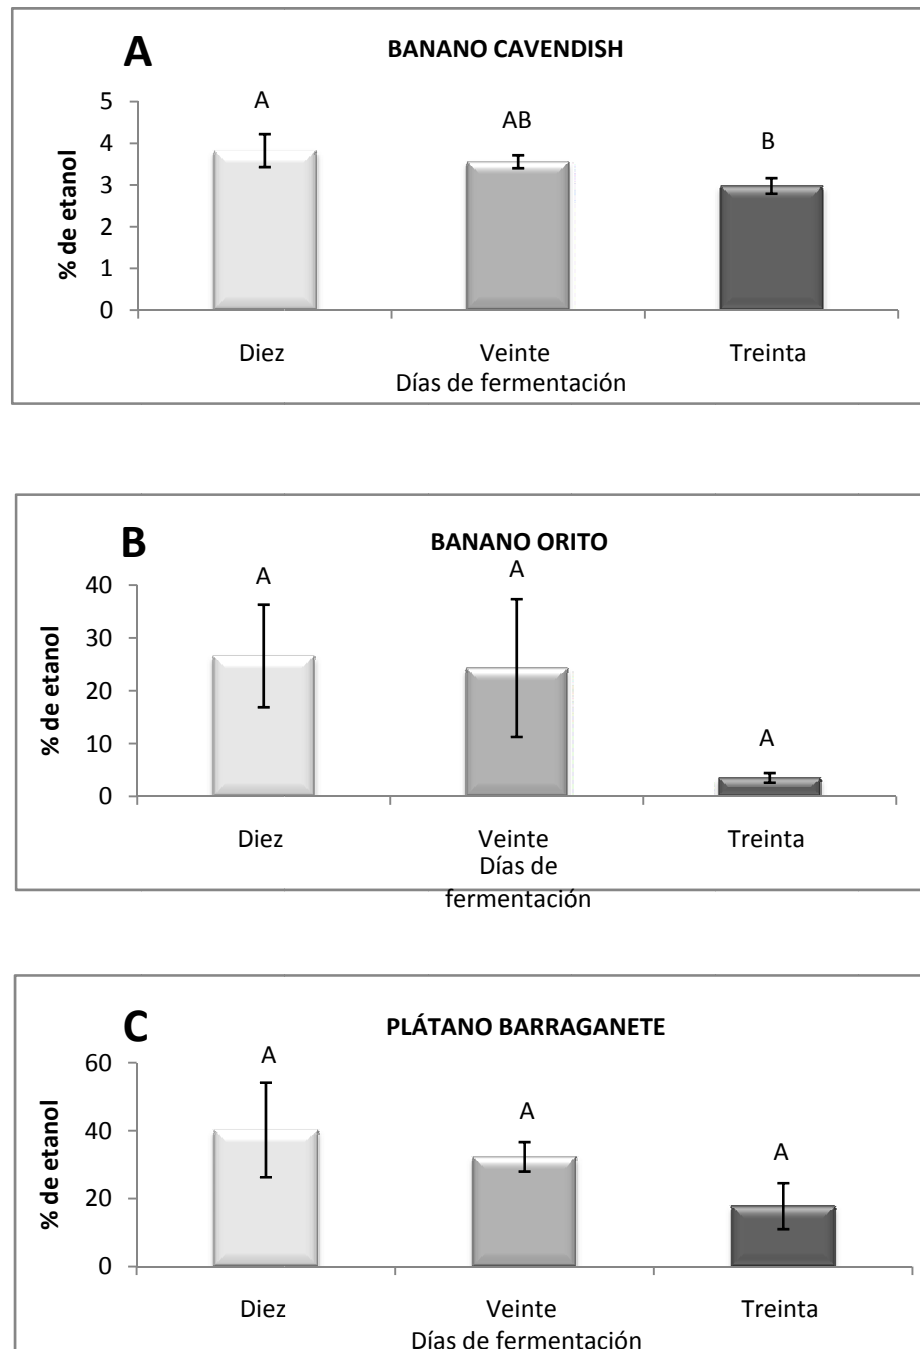 A
BANANO CAVENDISH
% de etanol
5
4
3
2
1
0
A
AB
B
Diez
Veinte
Treinta
Días de fermentación
B
BANANO ORITO
% de etanol
40
30
20
10
0
A
A
A
Diez
Veinte
Treinta
Días de
fermentación
C
PLÁTANO BARRAGANETE
% de etanol
60
40
20
0
A
A
A
Diez
Veinte
Treinta
Días de fermentación